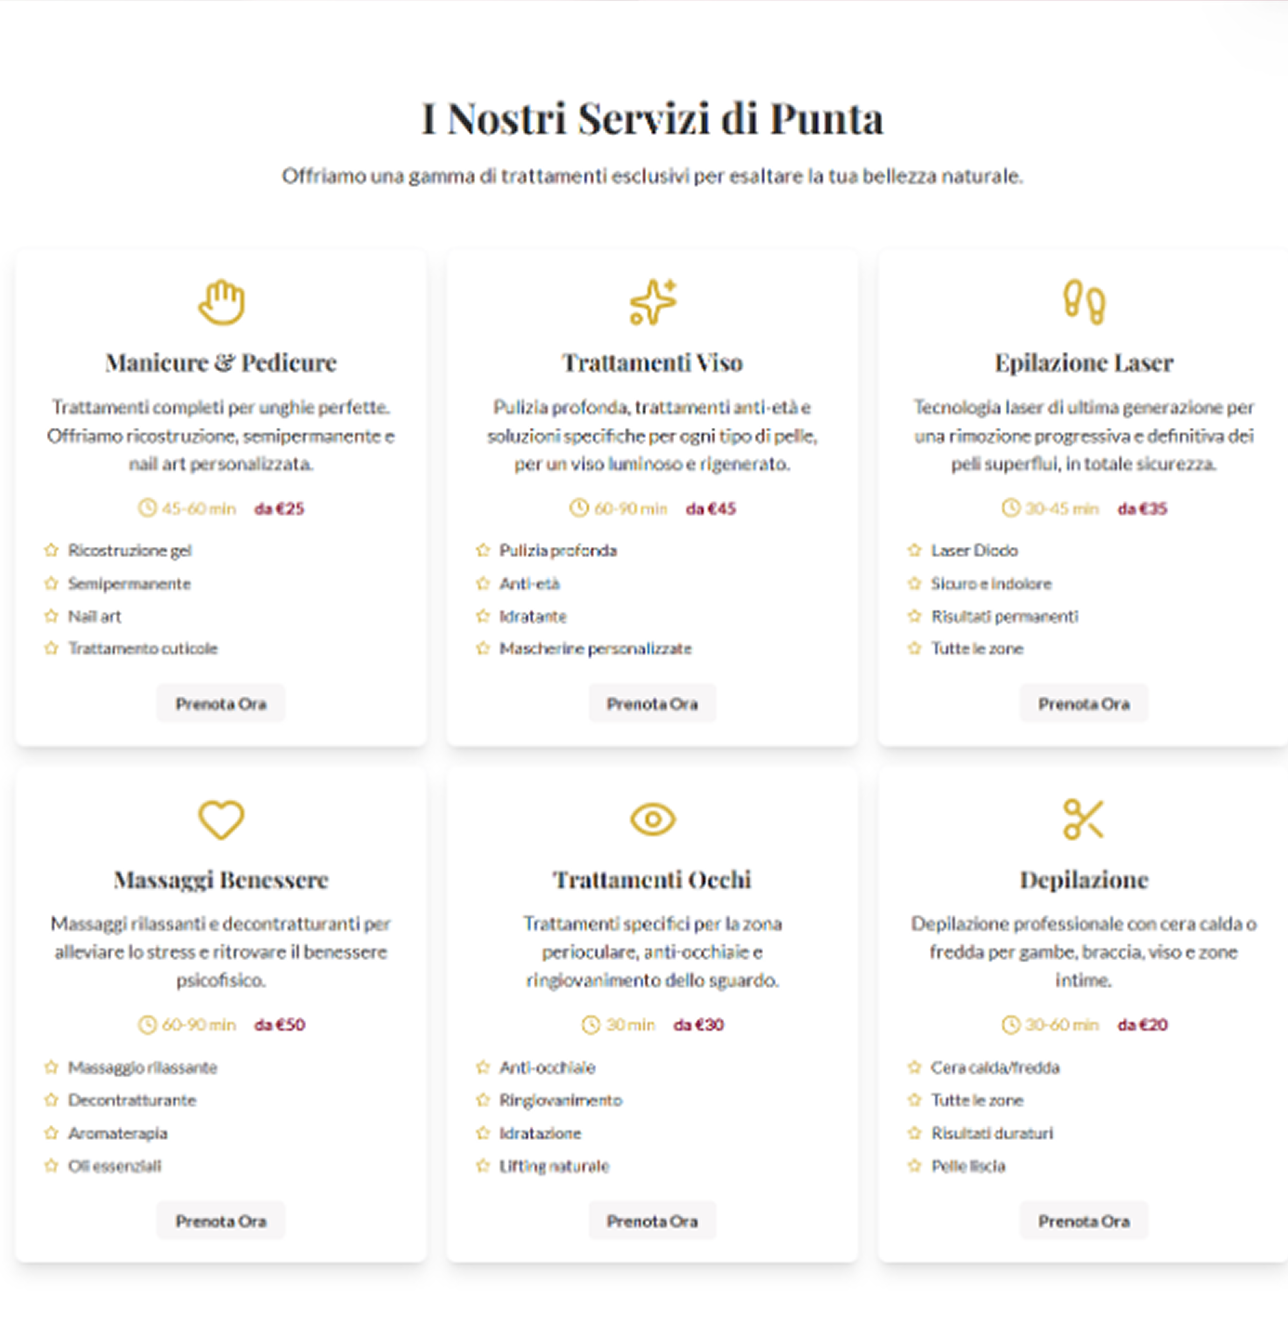 I Nostri Servizi di Punta
Offriamo una gamma di trattamenti esclusivi per esaltare la tua bellezza naturale.
Manicure & Pedicure
Trattamenti completi per unghie perfette.
Offriamo ricostruzione, semipermanente e
nail art personalizzata.
45-60 min da €25
Ricostruzione gel
Semipermanente
Nail art
Trattamento cuticole
Prenota Ora
Trattamenti Viso
Pulizia profonda, trattamenti anti-età e
soluzioni specifiche per ogni tipo di pelle,
per un viso luminoso e rigenerato.
60-90 min da €45
Pulizia profonda
Anti-età
Idratante
Mascherine personalizzate
Prenota Ora
Epilazione Laser
Tecnologia laser di ultima generazione per
una rimozione progressiva e definitiva dei
peli superflui, in totale sicurezza.
30-45 min da €35
Laser Diodo
Sicuro e indolore
Risultati permanenti
Tutte le zone
Prenota Ora
Massaggi Benessere
Massaggi rilassanti e decontratturanti per
alleviare lo stress e ritrovare il benessere
psicofisico.
60-90 min da €50
Massaggio rilassante
Decontratturante
Aromaterapia
Oli essenziali
Prenota Ora
Trattamenti Occhi
Trattamenti specifici per la zona
perioculare, anti-occhiaie e
ringiovanimento dello sguardo.
30 min da €30
Anti-occhiaie
Ringiovanimento
Idratazione
Lifting naturale
Prenota Ora
Depilazione
Depilazione professionale con cera calda o
fredda per gambe, braccia, viso e zone
intime.
30-60 min da €20
Cera calda/fredda
Tutte le zone
Risultati duraturi
Pelle liscia
Prenota Ora